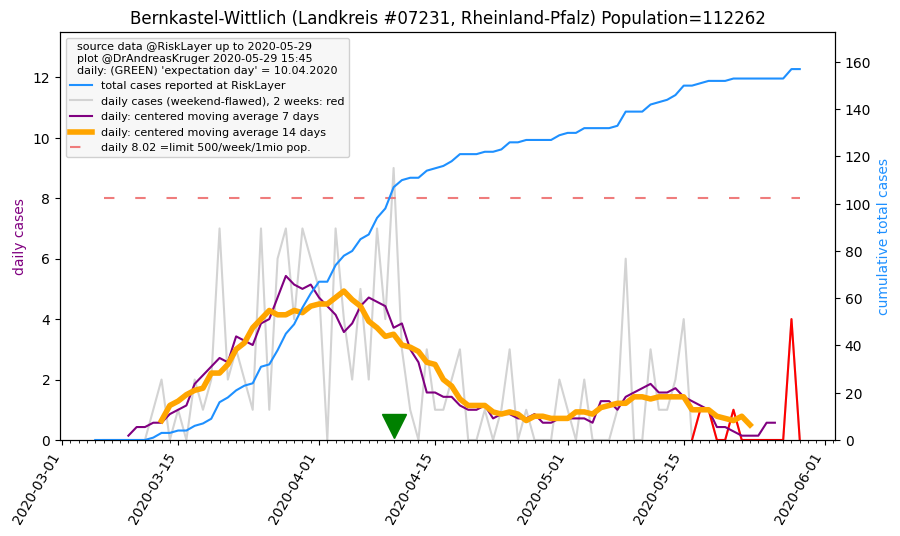 Bernkastel-Wittlich (Landkreis #07231, Rheinland-Pfalz) Population=112262
source data @RiskLayer up to 2020-05-29
plot @DrAndreasKruger 2020-05-29 15:45
daily: (GREEN) 'expectation day' = 10.04.2020
total cases reported at RiskLayer
daily cases (weekend-flawed), 2 weeks: red
daily: centered moving average 7 days
daily: centered moving average 14 days
daily 8.02 =limit 500/week/1mio pop.
daily cases
12
10
8
6
4
2
0
cumulative total cases
160
140
120
100
80
60
40
20
0
2020-03-01
2020-03-15
2020-04-01
2020-04-15
2020-05-01
2020-05-15
2020-06-01